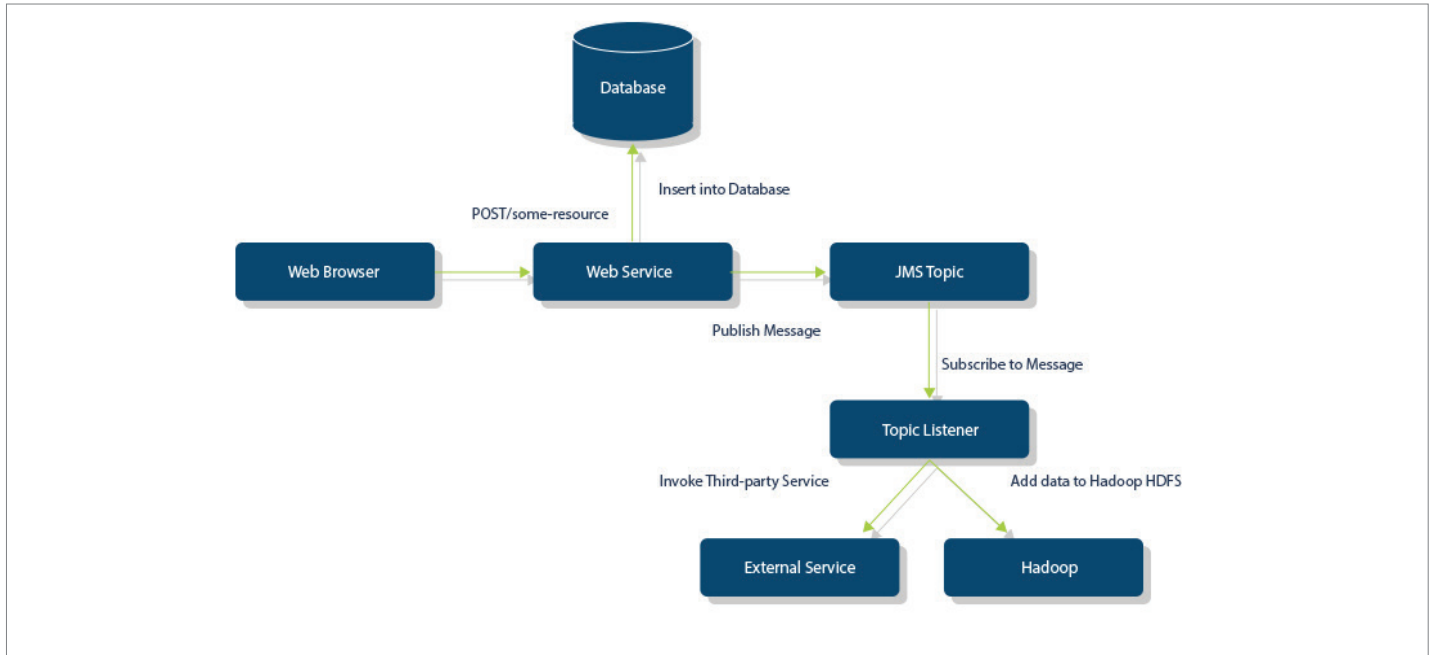 Database
Insert into Database
POST/some-resource
Web Browser
Web Service
JMS Topic
Publish Message
Subscribe to Message
Topic Listener
Invoke Third-party Service
Add data to Hadoop HDFS
External Service
Hadoop